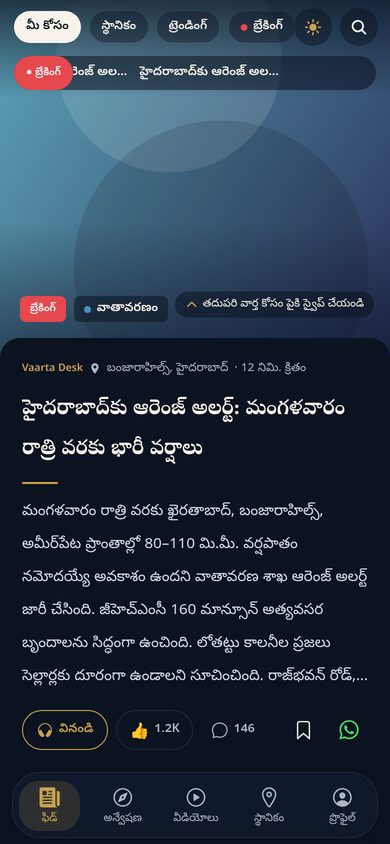 మీ కోసం
స్థానికం
ట్రెండింగ్
బ్రేకింగ్
• బ్రేకింగ్
అల... హైదరాబాద్‌కు ఆరెంజ్ అల...
బ్రేకింగ్
వాతావరణం
తదుపరి వార్త కోసం పైకి స్వైప్ చేయండి
Vaarta Desk బంజారాహిల్స్, హైదరాబాద్ · 12 నిమి. క్రితం
హైదరాబాద్‌కు ఆరెంజ్ అలర్ట్: మంగళవారం
రాత్రి వరకు భారీ వర్షాలు
మంగళవారం రాత్రి వరకు ఖైరతాబాద్, బంజారాహిల్స్,
అమీర్‌పేట ప్రాంతాల్లో 80–110 మి.మీ. వర్షపాతం
నమోదయ్యే అవకాశం ఉందని వాతావరణ శాఖ ఆరెంజ్ అలర్ట్
జారీ చేసింది. జీహెచ్‌ఎంసీ 160 మాన్సూన్ అత్యవసర
బృందాలను సిద్ధంగా ఉంచింది. లోతట్టు కాలనీల ప్రజలు
సెల్లార్లకు దూరంగా ఉండాలని సూచించింది. రాజ్‌భవన్ రోడ్,...
వినండి
1.2K
146
ఫీడ్
అన్వేషణ
వీడియోలు
స్థానికం
ప్రొఫైల్